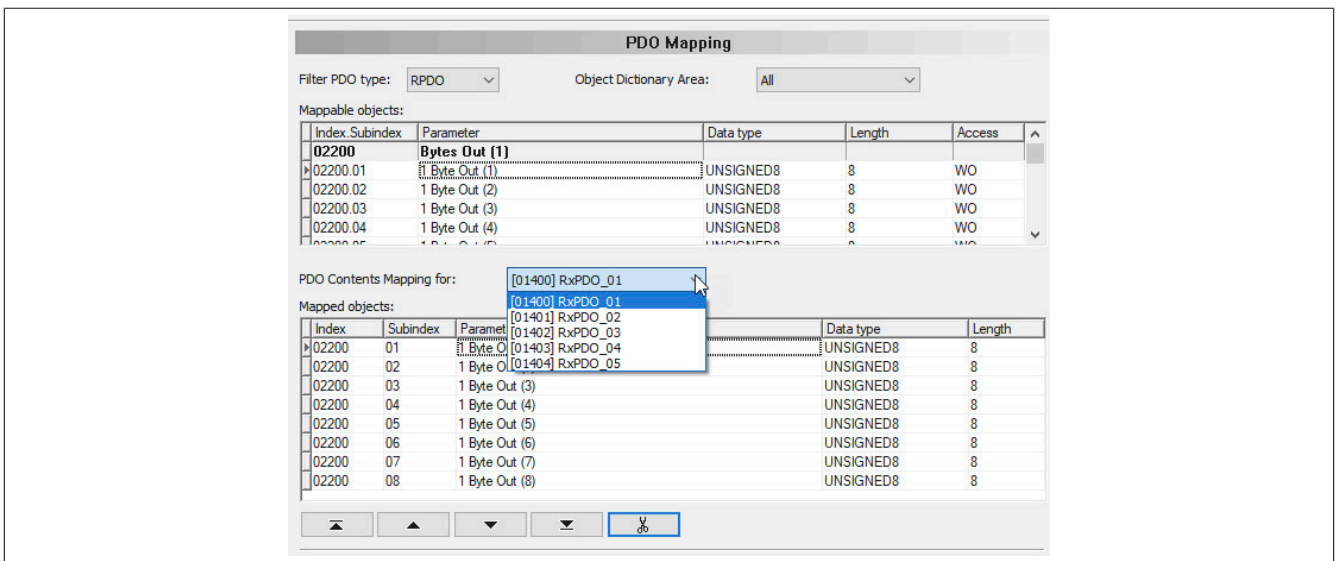 PDO Mapping
Filter PDO type: RPDO Object Dictionary Area: All
Mappable objects:
Index.Subindex Parameter Data type Length Access
02200 Bytes Out (1)
02200.01 1 Byte Out (1) UNSIGNED8 8 WO
02200.02 1 Byte Out (2) UNSIGNED8 8 WO
02200.03 1 Byte Out (3) UNSIGNED8 8 WO
02200.04 1 Byte Out (4) UNSIGNED8 8 WO
PDO Contents Mapping for: [01400] RxPDO_01
[01400] RxPDO_01
[01401] RxPDO_02
[01402] RxPDO_03
[01403] RxPDO_04
[01404] RxPDO_05
Mapped objects:
Index Subindex Data type Length
02200 01 1 Byte UNSIGNED8 8
02200 02 1 Byte UNSIGNED8 8
02200 03 1 Byte Out (3) UNSIGNED8 8
02200 04 1 Byte Out (4) UNSIGNED8 8
02200 05 1 Byte Out (5) UNSIGNED8 8
02200 06 1 Byte Out (6) UNSIGNED8 8
02200 07 1 Byte Out (7) UNSIGNED8 8
02200 08 1 Byte Out (8) UNSIGNED8 8